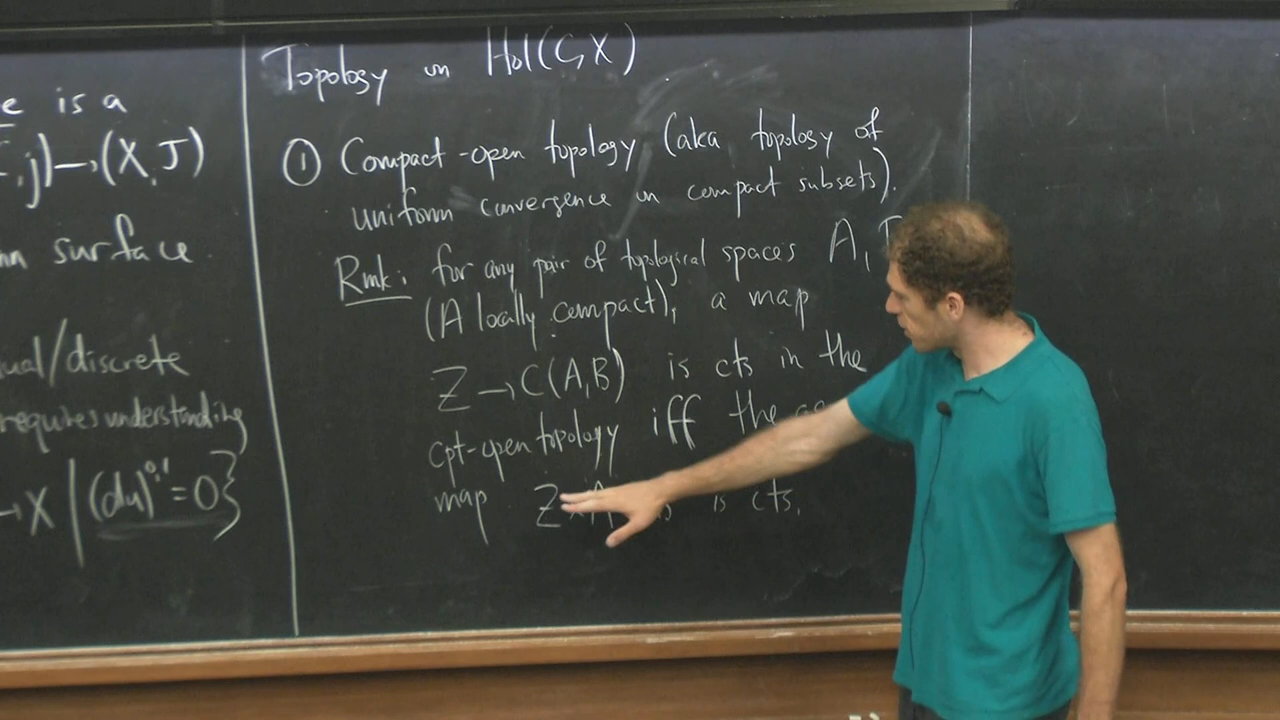 e is a
j)→(X,J)
surface
/discrete
requires understanding
→X | (du)^{0,1}=0}
Topology on Hol(C,X)
① Compact-open topology (aka topology of
uniform convergence on compact subsets).
Rmk: for any pair of topological spaces A,
(A locally compact), a map
Z→C(A,B) is cts in the
cpt-open topology iff the
map Z×A is cts.